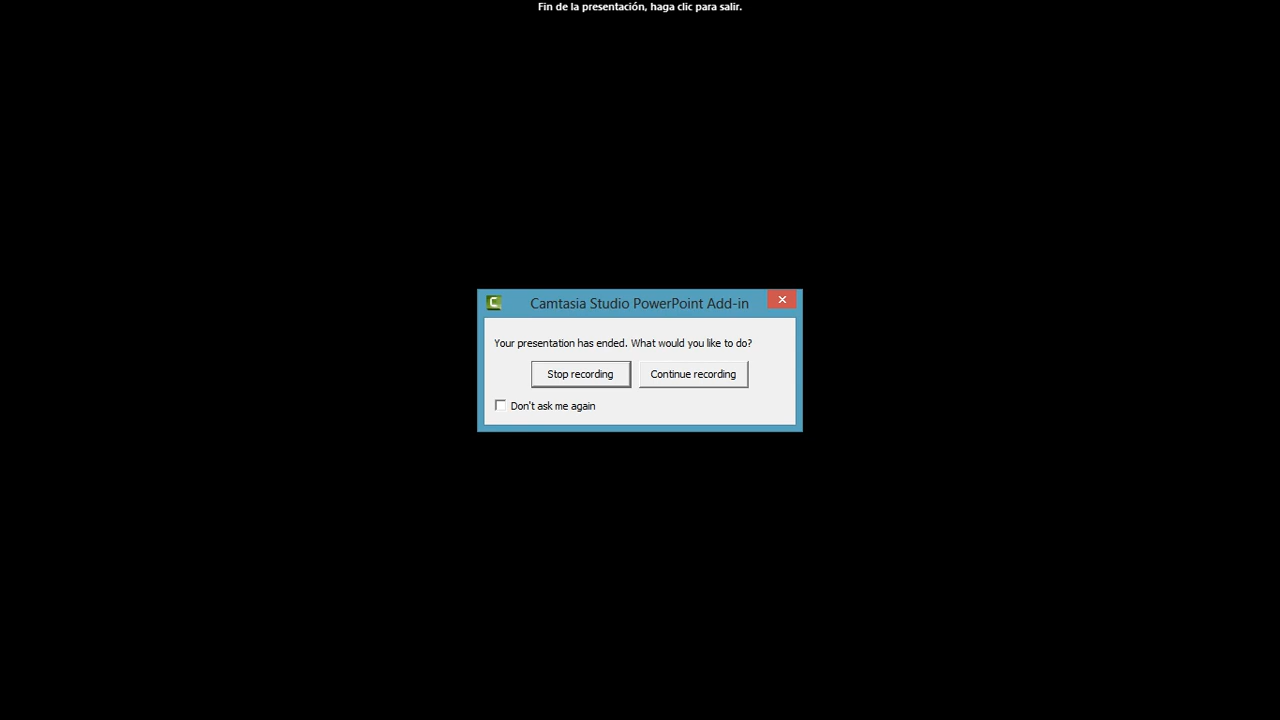 Fin de la presentación, haga clic para salir.
Camtasia Studio PowerPoint Add-in
Your presentation has ended. What would you like to do?
Stop recording Continue recording
Don't ask me again